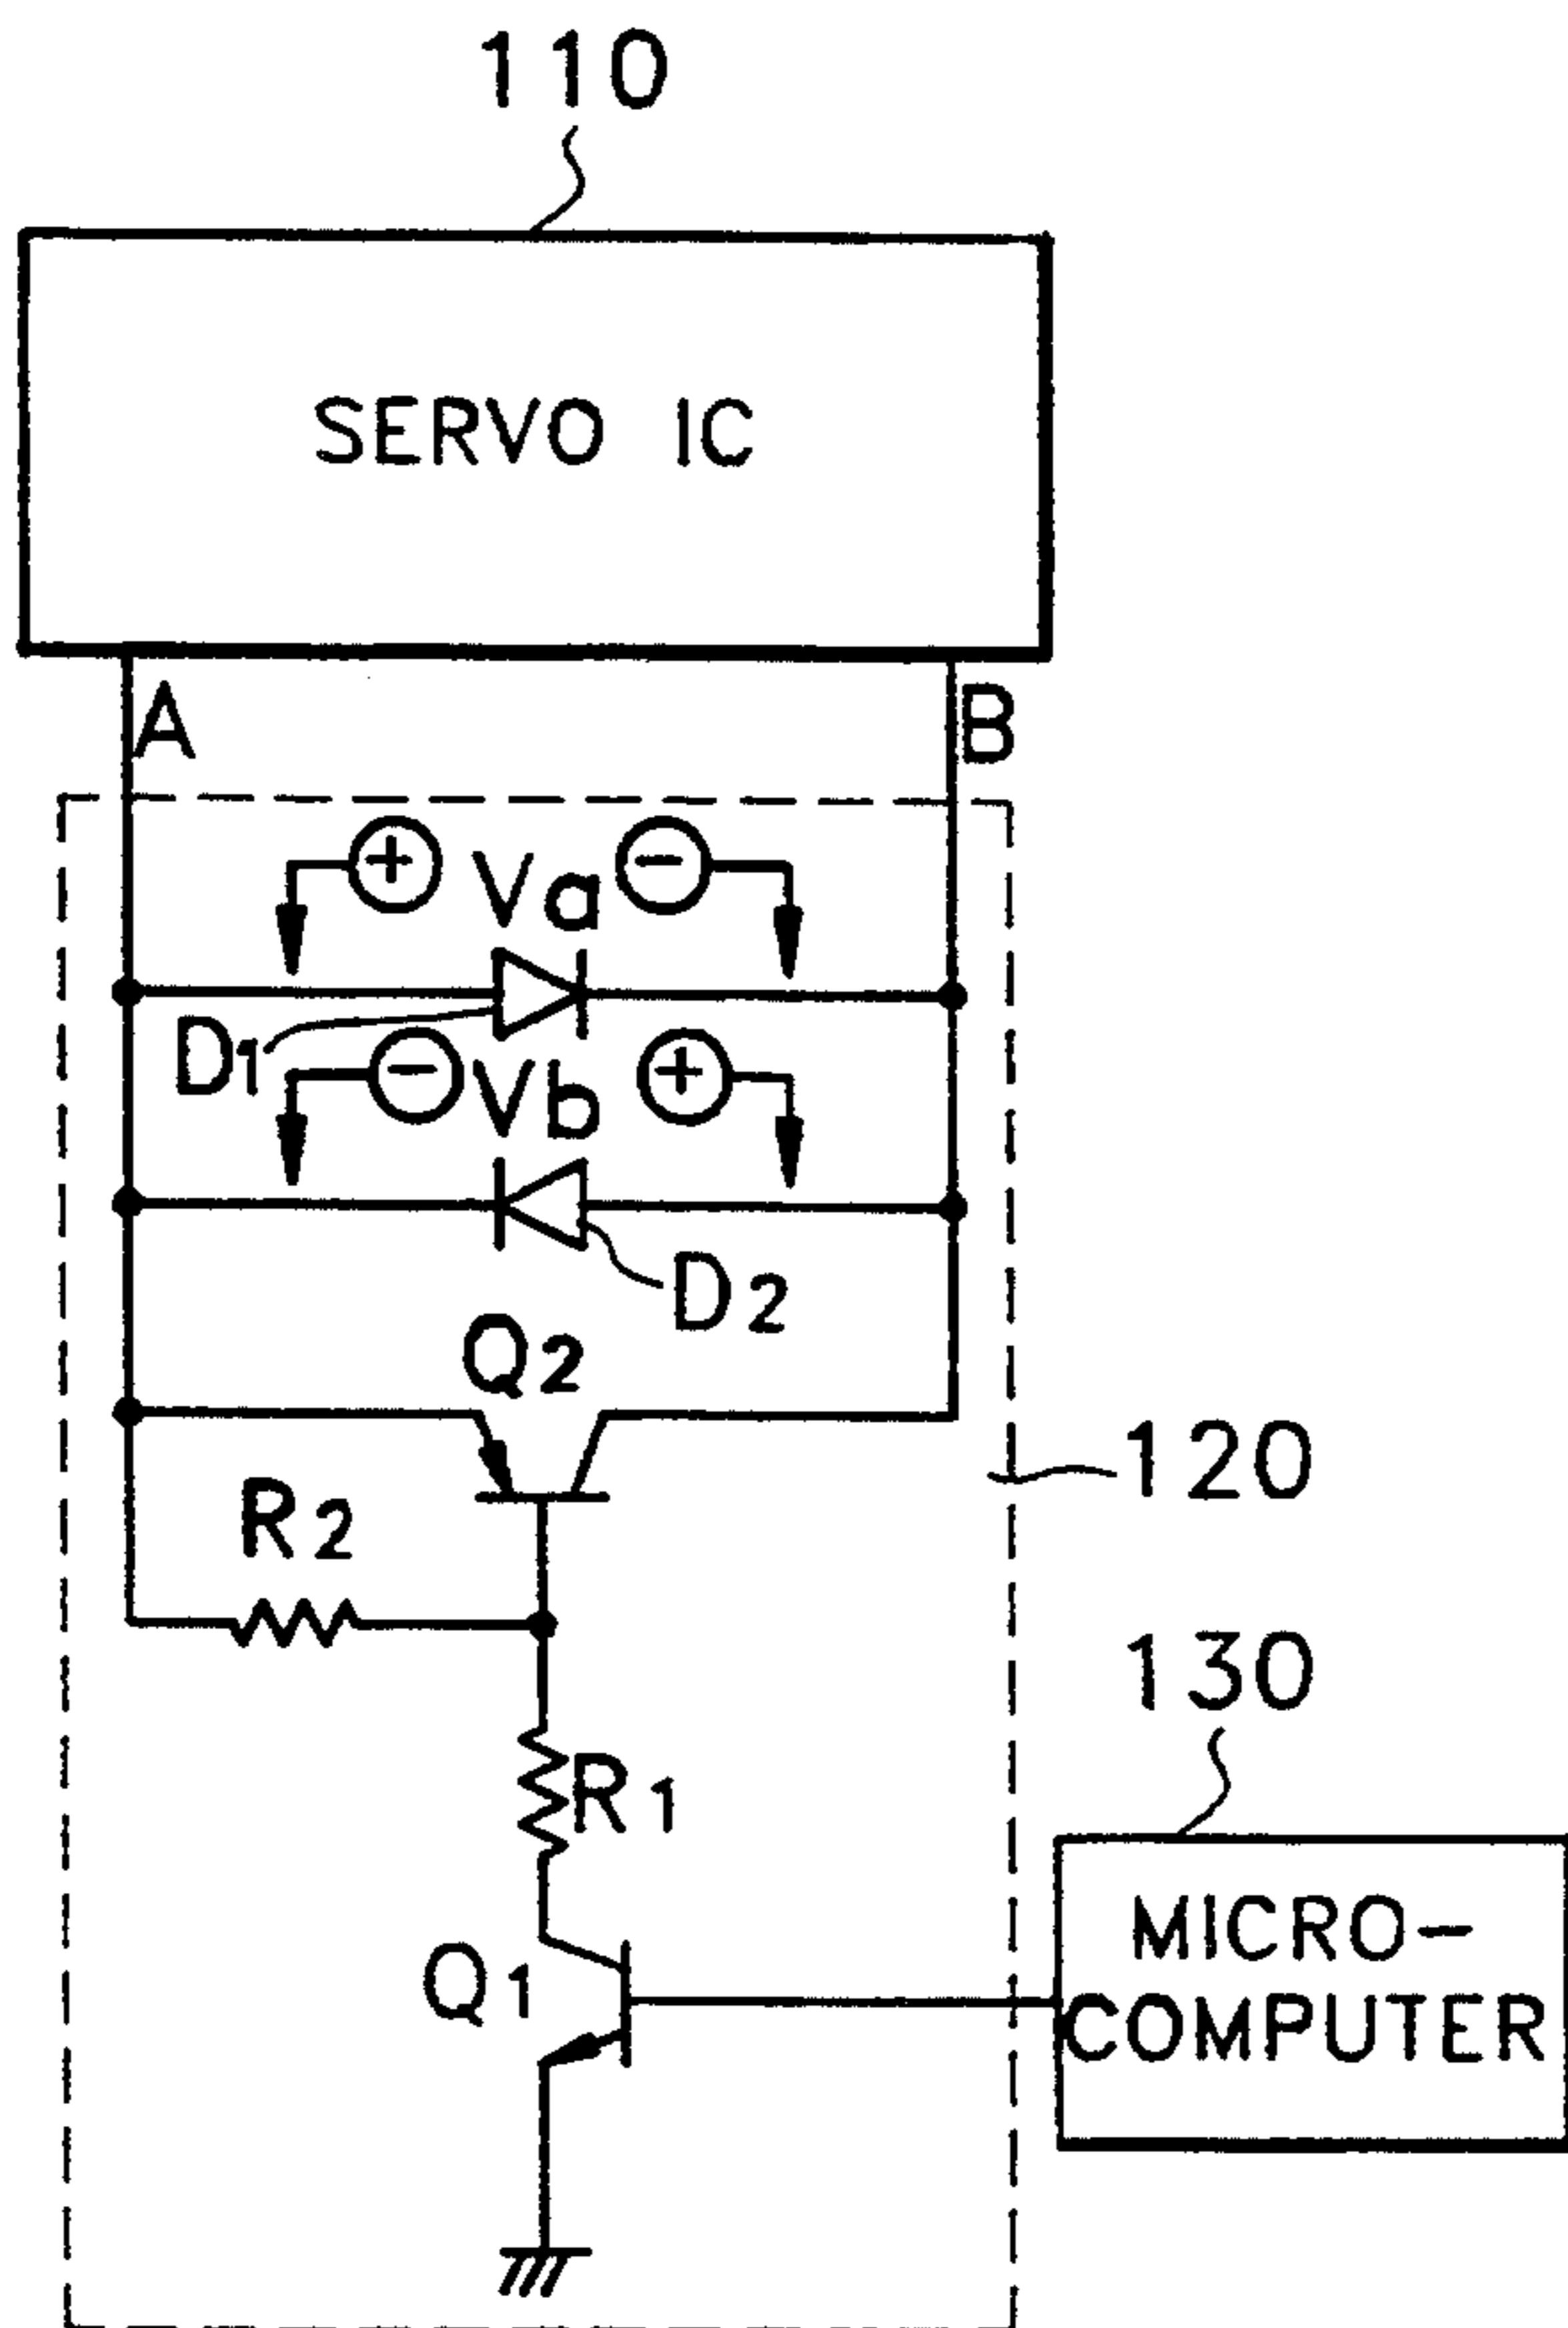 110
SERVO IC
A B
+ Va -
D1
- Vb +
D2
Q2
120
R2
130
R1
MICRO-
COMPUTER
Q1